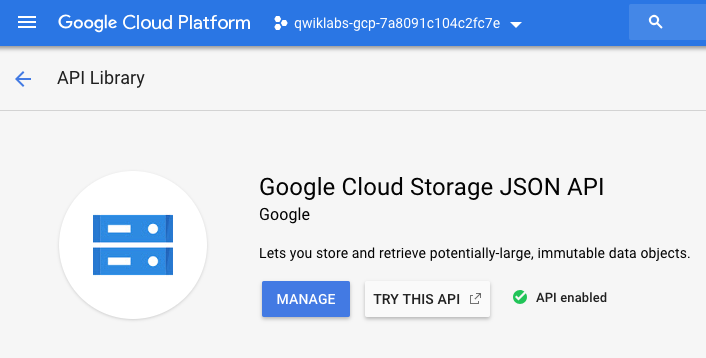 Google Cloud Platform
qwiklabs-gcp-7a8091c104c2fc7e
API Library
Google Cloud Storage JSON API
Google
Lets you store and retrieve potentially-large, immutable data objects.
MANAGE
TRY THIS API
API enabled